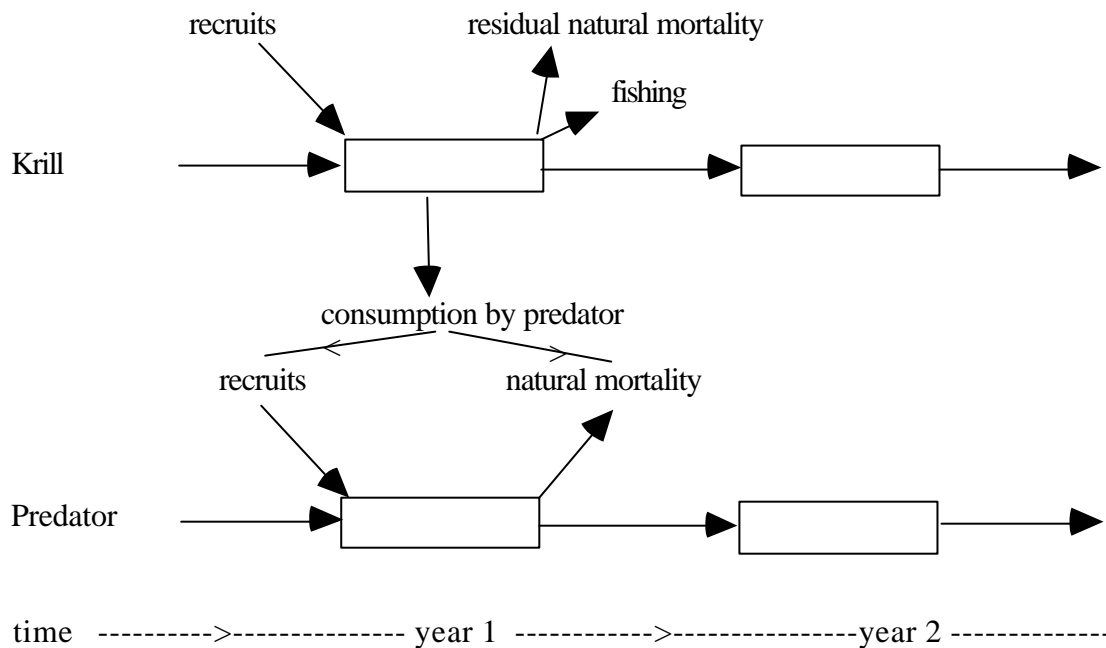 recruits residual natural mortality
fishing
Krill
consumption by predator
recruits natural mortality
Predator
time ---------->-------------- year 1 ----------->---------------year 2 -------------